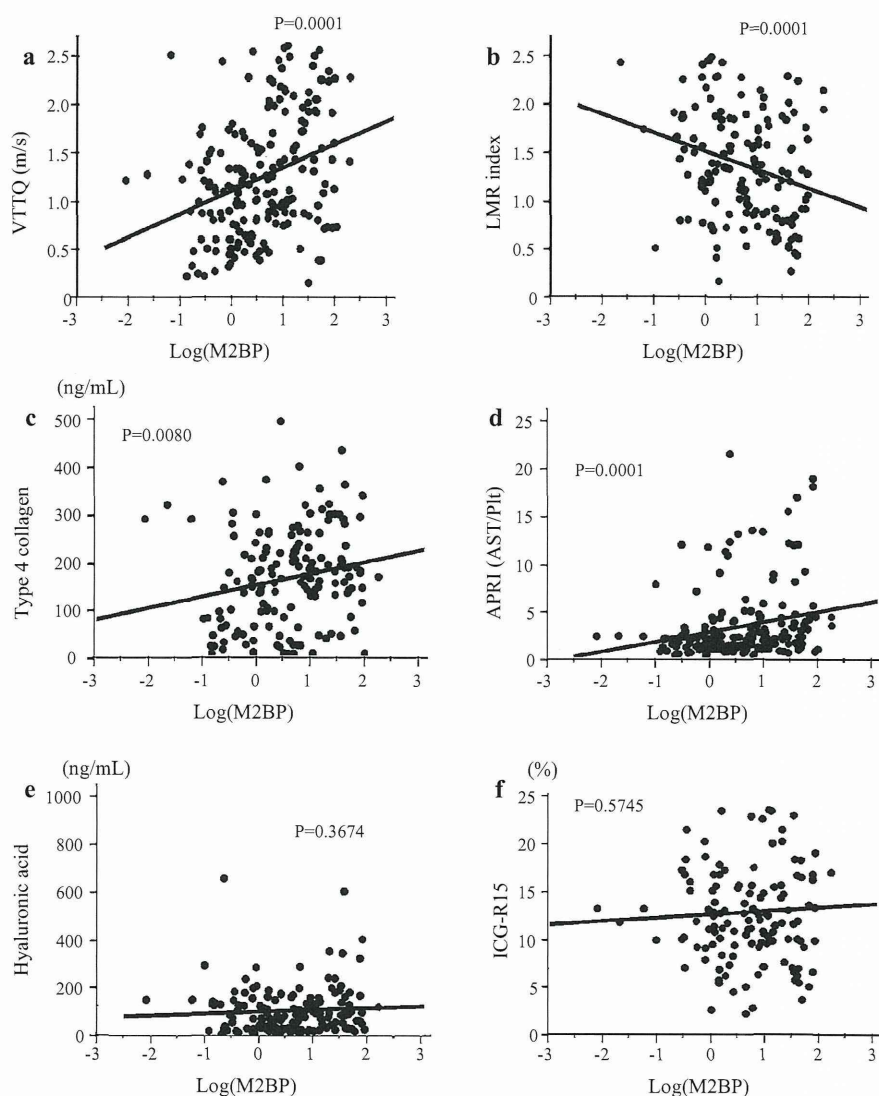 P=0.0001
a
2.5
2.0
1.5
1.0
0.5
0
VTTQ (m/s)
-3 -2 -1 0 1 2 3
Log(M2BP)
P=0.0001
b
2.5
2.0
1.5
1.0
0.5
0
LMR index
-3 -2 -1 0 1 2 3
Log(M2BP)
(ng/mL)
c
P=0.0080
500
400
300
200
100
0
Type 4 collagen
-3 -2 -1 0 1 2 3
Log(M2BP)
d
P=0.0001
25
20
15
10
5
0
APRI (AST/Plt)
-3 -2 -1 0 1 2 3
Log(M2BP)
(ng/mL)
e
P=0.3674
1000
800
600
400
200
0
Hyaluronic acid
-3 -2 -1 0 1 2 3
Log(M2BP)
(%)
f
P=0.5745
25
20
15
10
5
0
ICG-R15
-3 -2 -1 0 1 2 3
Log(M2BP)